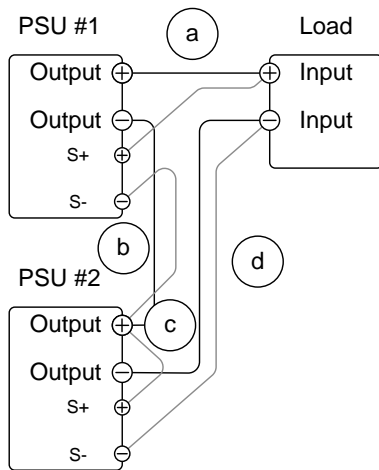 PSU #1
a
Load
Output
Input
Output
Input
S+
S-
b
d
PSU #2
Output
c
Output
S+
S-